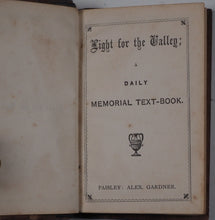 Light for the Valley;
A
DAILY
MEMORIAL TEXT-BOOK.
PAISLEY: ALEX. GARDNER.